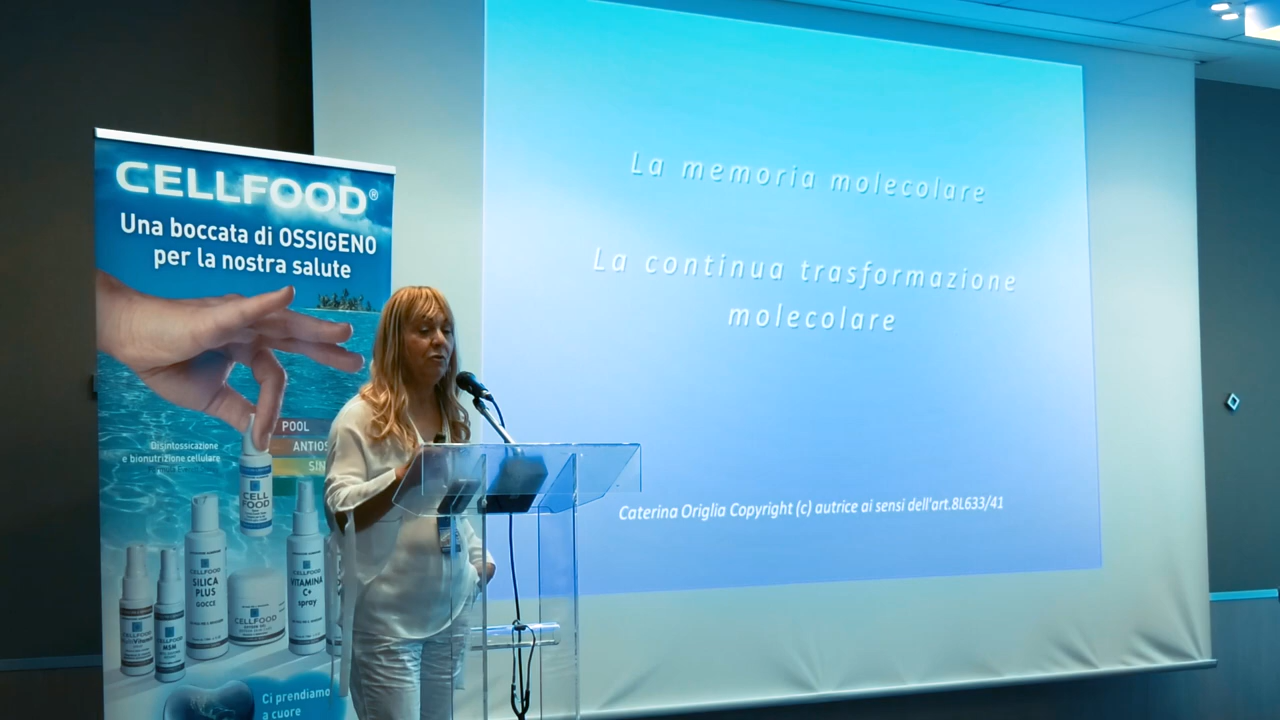 CELLFOOD®
Una boccata di OSSIGENO
per la nostra salute
POOL
Disintossicazione
e bionutrizione cellulare
CELL
FOOD
CELLFOOD
SILICA
PLUS
GOCCE
CELLFOOD
VITAMINA
C+
spray
CELLFOOD
CELLFOOD
CELLFOOD
MSM
Ci prendiamo
a cuore
La memoria molecolare
La continua trasformazione
molecolare
Caterina Origlia Copyright (c) autrice ai sensi dell'art.8L633/41